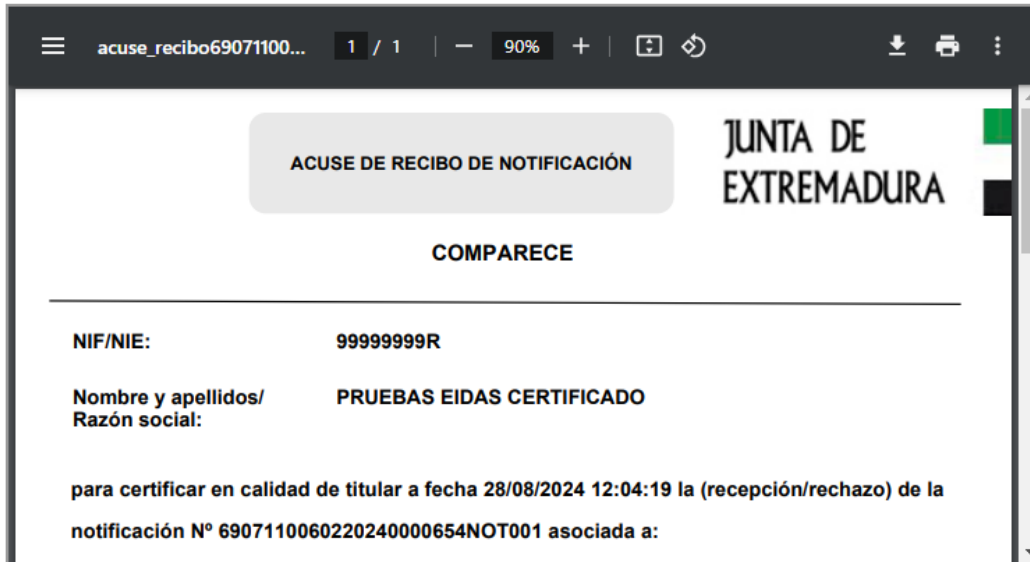 acuse_recibo69071100... 1 / 1 90%
JUNTA DE
EXTREMADURA
ACUSE DE RECIBO DE NOTIFICACIÓN
COMPARECE
NIF/NIE: 99999999R
Nombre y apellidos/ PRUEBAS EIDAS CERTIFICADO
Razón social:
para certificar en calidad de titular a fecha 28/08/2024 12:04:19 la (recepción/rechazo) de la
notificación Nº 6907110060220240000654NOT001 asociada a: